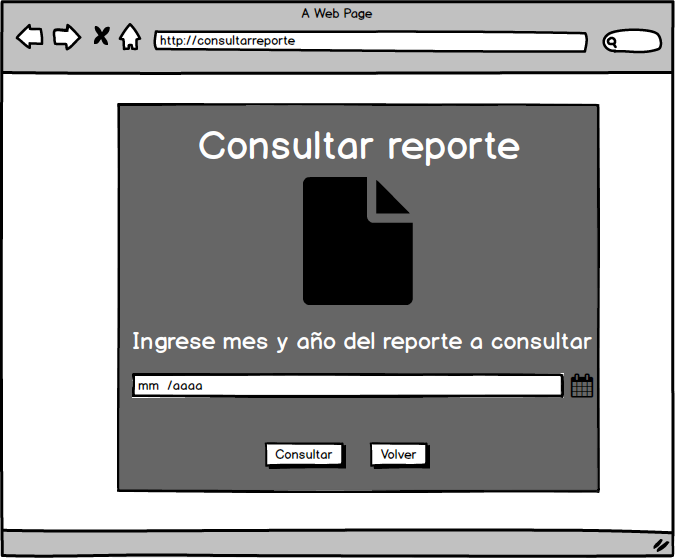 A Web Page
http://consultarreporte
Consultar reporte
Ingrese mes y año del reporte a consultar
mm /aaaa
Consultar
Volver